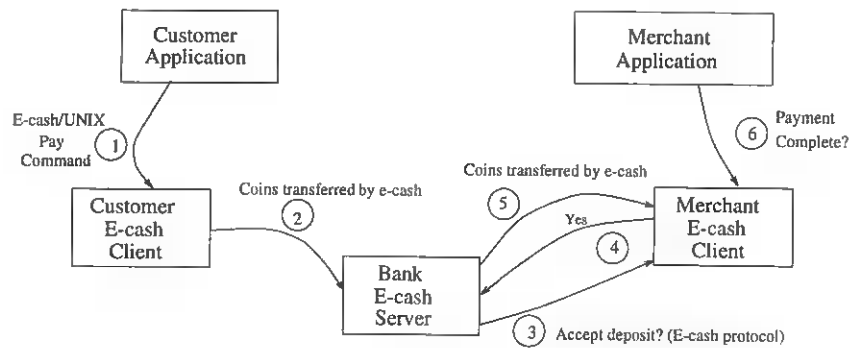 Customer
Application
Merchant
Application
E-cash/UNIX
Pay
Command
1
6
Payment
Complete?
Coins transferred by e-cash
2
Coins transferred by e-cash
5
Customer
E-cash
Client
Yes
4
Merchant
E-cash
Client
Bank
E-cash
Server
3
Accept deposit? (E-cash protocol)